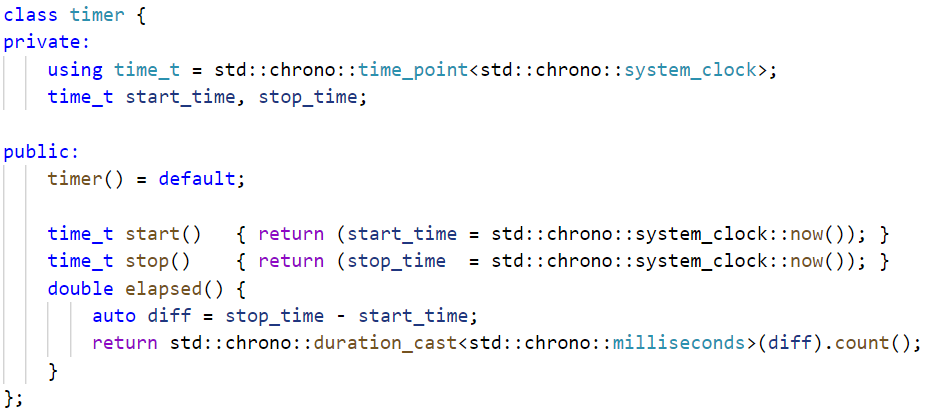 class timer {
private:
    using time_t = std::chrono::time_point<std::chrono::system_clock>;
    time_t start_time, stop_time;

public:
    timer() = default;

    time_t start()   { return (start_time = std::chrono::system_clock::now()); }
    time_t stop()    { return (stop_time  = std::chrono::system_clock::now()); }
    double elapsed() {
        auto diff = stop_time - start_time;
        return std::chrono::duration_cast<std::chrono::milliseconds>(diff).count();
    }
};